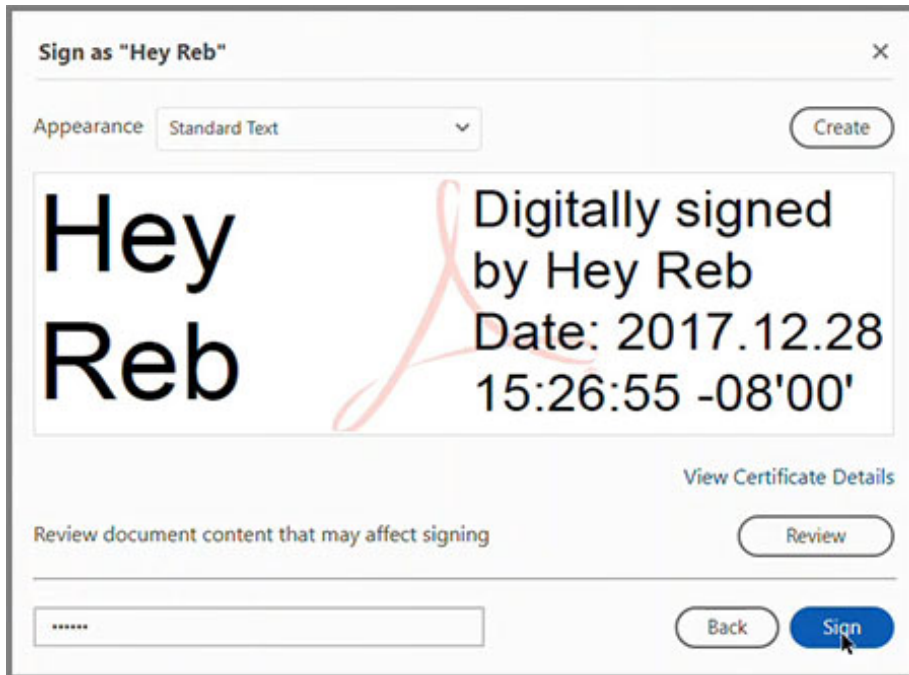 Sign as "Hey Reb"
Appearance Standard Text Create
Hey
Reb
Digitally signed
by Hey Reb
Date: 2017.12.28
15:26:55 -08'00'
View Certificate Details
Review document content that may affect signing Review
•••••• Back Sign